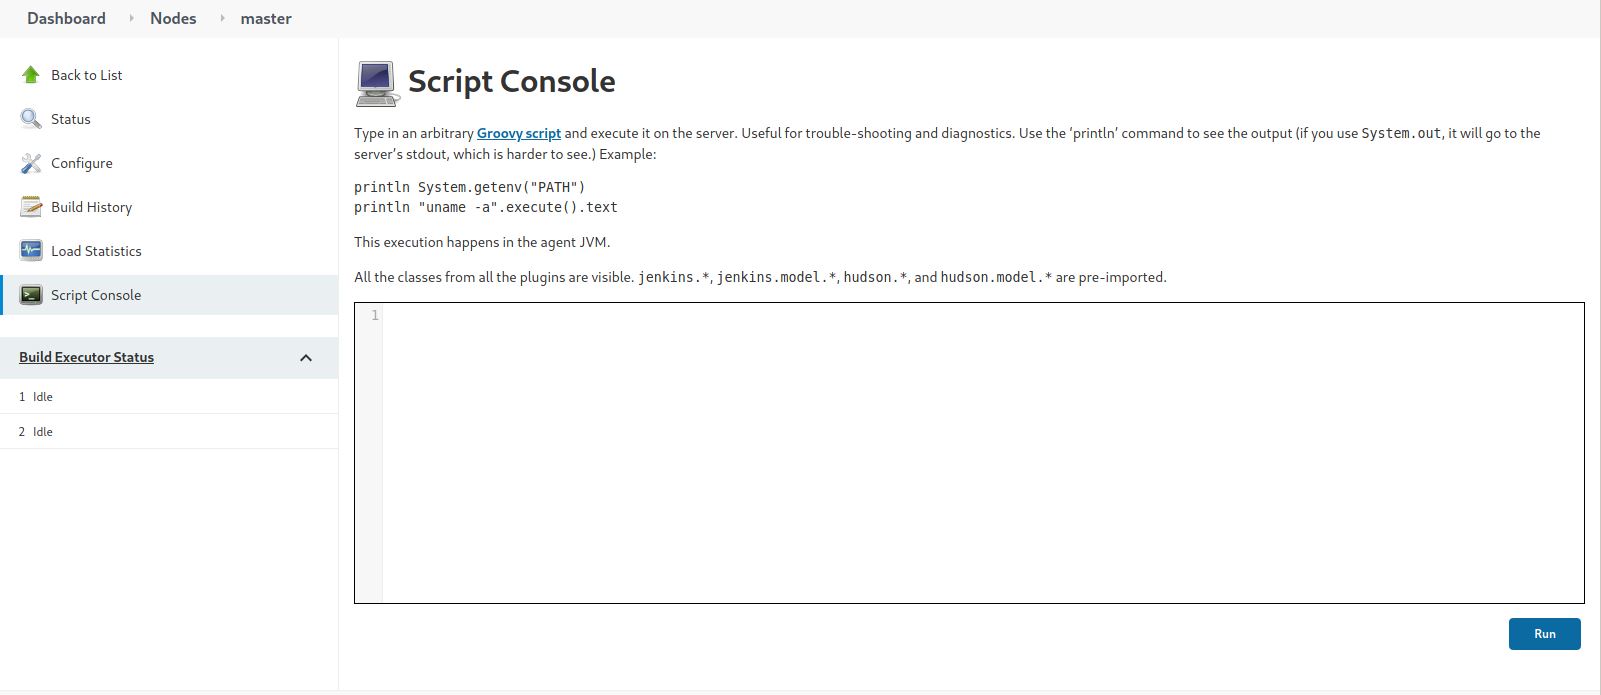 Dashboard Nodes master
Back to List
Status
Configure
Build History
Load Statistics
Script Console
Build Executor Status
1 Idle
2 Idle
Script Console
Type in an arbitrary Groovy script and execute it on the server. Useful for trouble-shooting and diagnostics. Use the ‘println’ command to see the output (if you use System.out, it will go to the
server’s stdout, which is harder to see.) Example:
println System.getenv("PATH")
println "uname -a".execute().text
This execution happens in the agent JVM.
All the classes from all the plugins are visible. jenkins.*, jenkins.model.*, hudson.*, and hudson.model.* are pre-imported.
1
Run